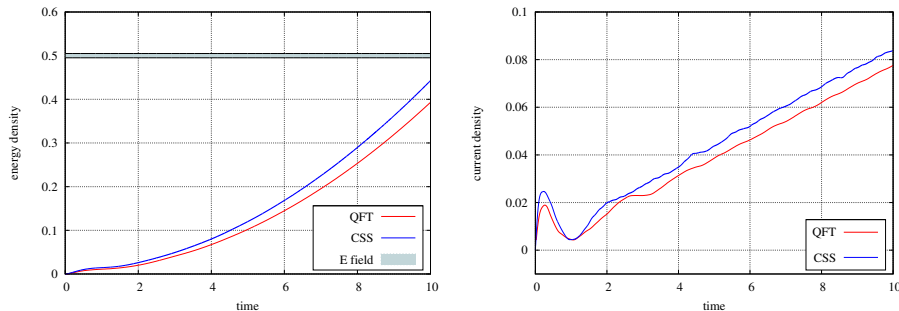 0.6
0.5
0.4
0.3
0.2
0.1
0
energy density
QFT
CSS
E field
0 2 4 6 8 10
time
0.1
0.08
0.06
0.04
0.02
0
current density
QFT
CSS
0 2 4 6 8 10
time